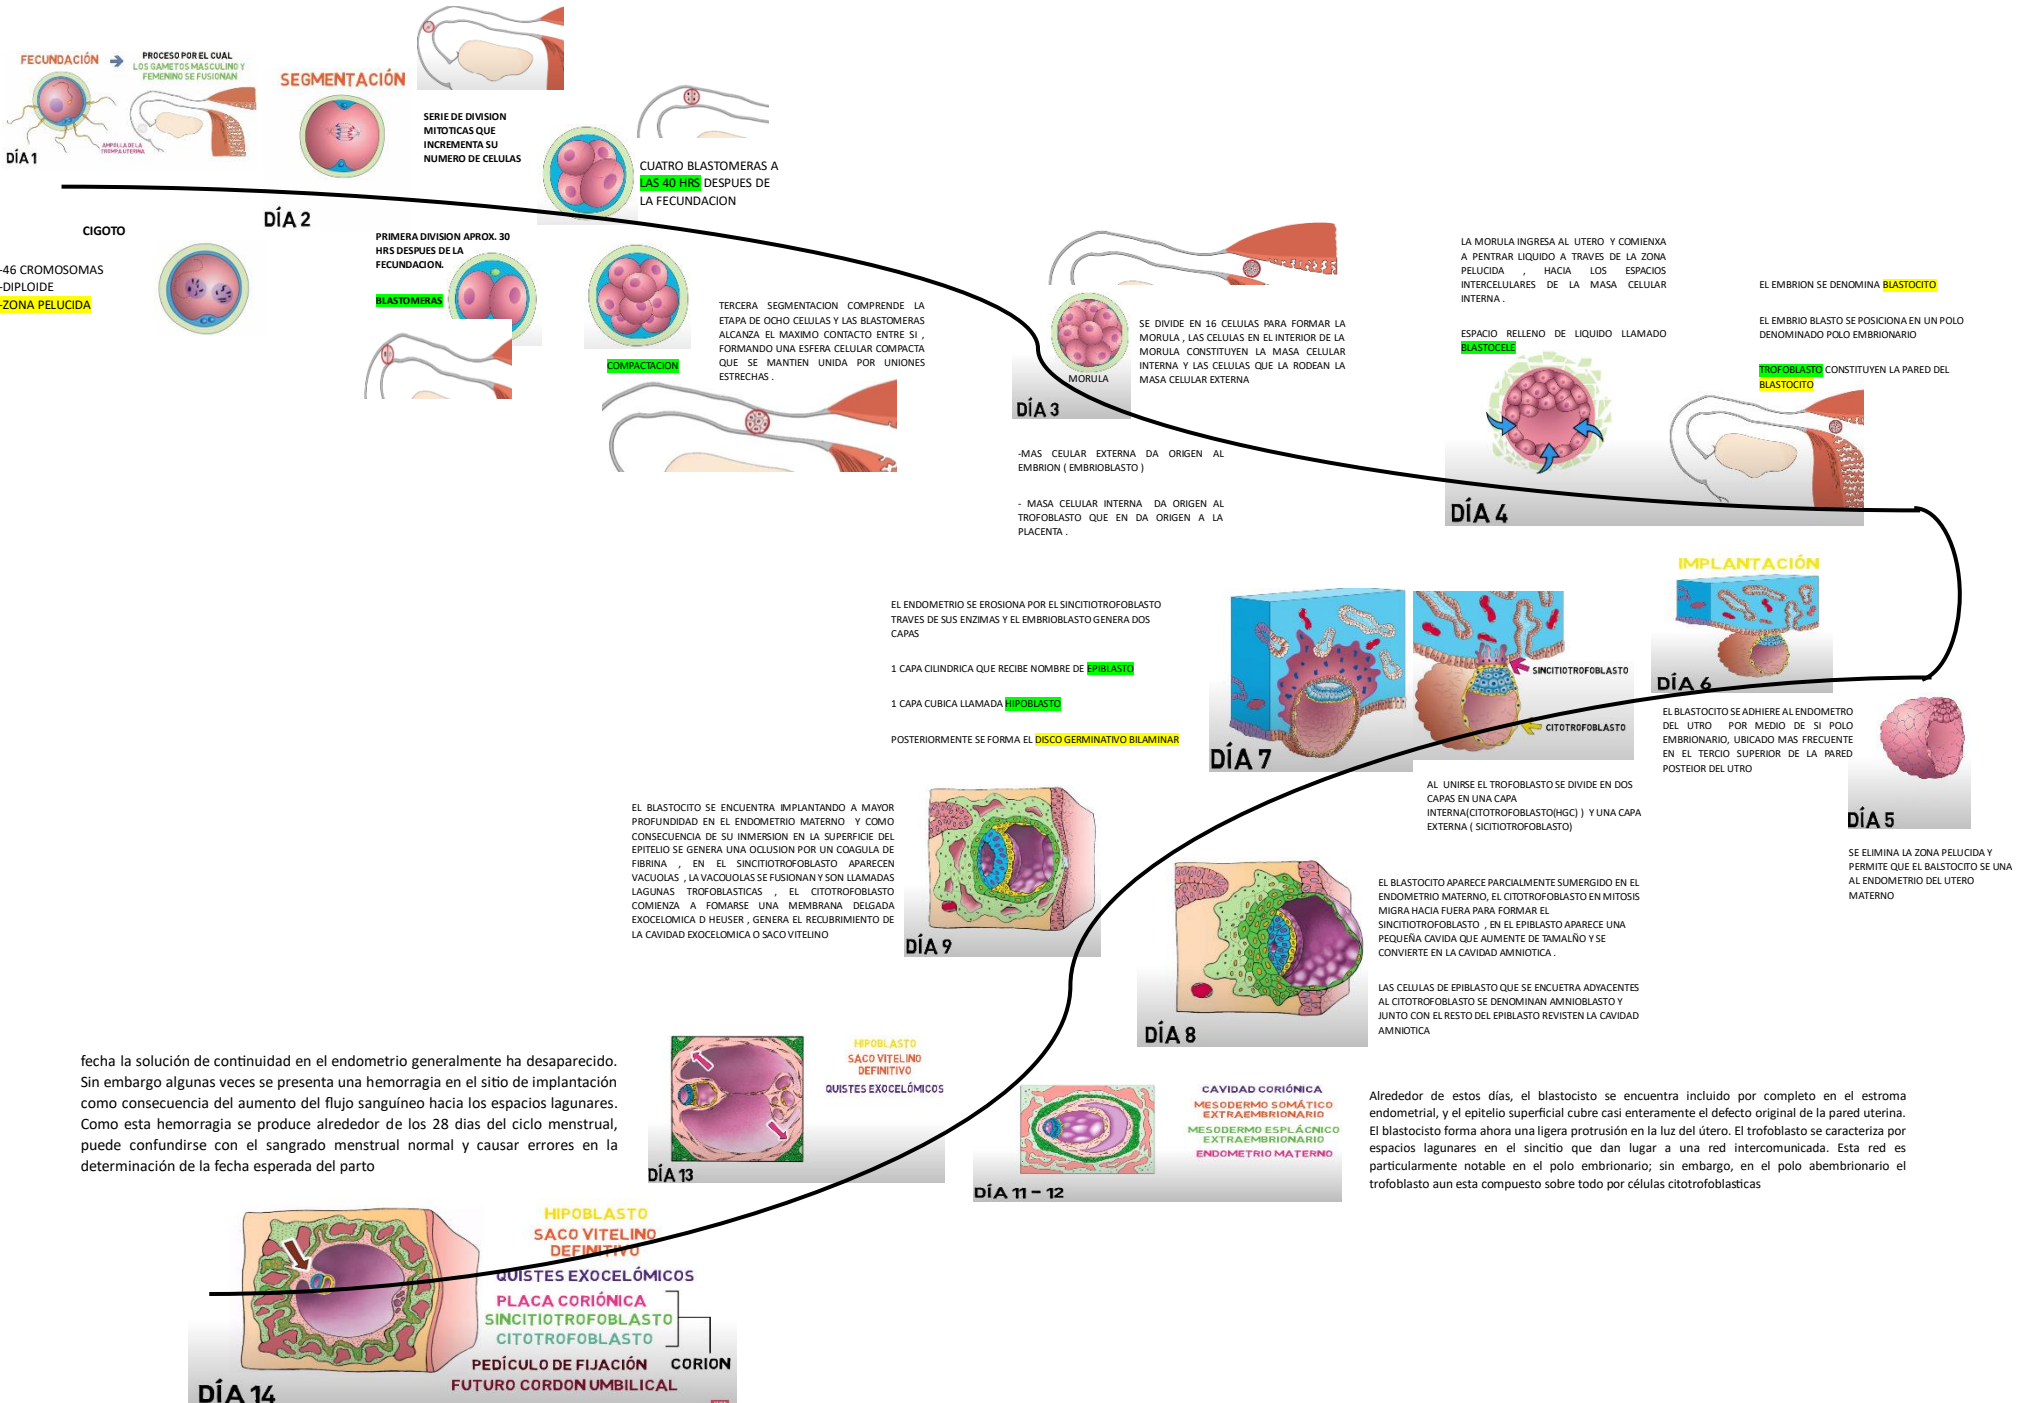 FECUNDACIÓN
PROCESO POR EL CUAL
LOS GAMETOS MASCULINO Y
FEMENINO SE FUSIONAN
AMPOLLA DE LA
TROMPA UTERINA
DÍA 1
SEGMENTACIÓN
SERIE DE DIVISION
MITOTICAS QUE
INCREMENTA SU
NUMERO DE CELULAS
DÍA 2
CUATRO BLASTOMERAS A
LAS 40 HRS DESPUES DE
LA FECUNDACION
CIGOTO
-46 CROMOSOMAS
-DIPLOIDE
-ZONA PELUCIDA
PRIMERA DIVISION APROX. 30
HRS DESPUES DE LA
FECUNDACION.
BLASTOMERAS
COMPACTACION
TERCERA SEGMENTACION COMPRENDE LA
ETAPA DE OCHO CELULAS Y LAS BLASTOMERAS
ALCANZA EL MAXIMO CONTACTO ENTRE SI ,
FORMANDO UNA ESFERA CELULAR COMPACTA
QUE SE MANTIEN UNIDA POR UNIONES
ESTRECHAS .
MORULA
DÍA 3
SE DIVIDE EN 16 CELULAS PARA FORMAR LA
MORULA , LAS CELULAS EN EL INTERIOR DE LA
MORULA CONSTITUYEN LA MASA CELULAR
INTERNA Y LAS CELULAS QUE LA RODEAN LA
MASA CELULAR EXTERNA
-MAS CEULAR EXTERNA DA ORIGEN AL
EMBRION ( EMBRIOBLASTO )
- MASA CELULAR INTERNA DA ORIGEN AL
TROFOBLASTO QUE EN DA ORIGEN A LA
PLACENTA .
LA MORULA INGRESA AL UTERO Y COMIENXA
A PENTRAR LIQUIDO A TRAVES DE LA ZONA
PELUCIDA , HACIA LOS ESPACIOS
INTERCELULARES DE LA MASA CELULAR
INTERNA .
ESPACIO RELLENO DE LIQUIDO LLAMADO
BLASTOCELE
DÍA 4
EL EMBRION SE DENOMINA BLASTOCITO
EL EMBRIO BLASTO SE POSICIONA EN UN POLO
DENOMINADO POLO EMBRIONARIO
TROFOBLASTO CONSTITUYEN LA PARED DEL
BLASTOCITO
DÍA 5
SE ELIMINA LA ZONA PELUCIDA Y
PERMITE QUE EL BALSTOCITO SE UNA
AL ENDOMETRIO DEL UTERO
MATERNO
IMPLANTACIÓN
DÍA 6
EL BLASTOCITO SE ADHIERE AL ENDOMETRO
DEL UTRO POR MEDIO DE SI POLO
EMBRIONARIO, UBICADO MAS FRECUENTE
EN EL TERCIO SUPERIOR DE LA PARED
POSTEIOR DEL UTRO
SINCITIOTROFOBLASTO
CITOTROFOBLASTO
AL UNIRSE EL TROFOBLASTO SE DIVIDE EN DOS
CAPAS EN UNA CAPA
INTERNA(CITOTROFOBLASTO(HGC) ) Y UNA CAPA
EXTERNA ( SICITIOTROFOBLASTO)
DÍA 7
EL ENDOMETRIO SE EROSIONA POR EL SINCITIOTROFOBLASTO
TRAVES DE SUS ENZIMAS Y EL EMBRIOBLASTO GENERA DOS
CAPAS
1 CAPA CILINDRICA QUE RECIBE NOMBRE DE EPIBLASTO
1 CAPA CUBICA LLAMADA HIPOBLASTO
POSTERIORMENTE SE FORMA EL DISCO GERMINATIVO BILAMINAR
DÍA 8
EL BLASTOCITO APARECE PARCIALMENTE SUMERGIDO EN EL
ENDOMETRIO MATERNO, EL CITOTROFOBLASTO EN MITOSIS
MIGRA HACIA FUERA PARA FORMAR EL
SINCITIOTROFOBLASTO , EN EL EPIBLASTO APARECE UNA
PEQUEÑA CAVIDA QUE AUMENTE DE TAMALÑO Y SE
CONVIERTE EN LA CAVIDAD AMNIOTICA .
LAS CELULAS DE EPIBLASTO QUE SE ENCUETRA ADYACENTES
AL CITOTROFOBLASTO SE DENOMINAN AMNIOBLASTO Y
JUNTO CON EL RESTO DEL EPIBLASTO REVISTEN LA CAVIDAD
AMNIOTICA
DÍA 9
EL BLASTOCITO SE ENCUENTRA IMPLANTANDO A MAYOR
PROFUNDIDAD EN EL ENDOMETRIO MATERNO Y COMO
CONSECUENCIA DE SU INMERSION EN LA SUPERFICIE DEL
EPITELIO SE GENERA UNA OCLUSION POR UN COAGULA DE
FIBRINA , EN EL SINCITIOTROFOBLASTO APARECEN
VACUOLAS , LA VACOUOLAS SE FUSIONAN Y SON LLAMADAS
LAGUNAS TROFOBLASTICAS , EL CITOTROFOBLASTO
COMIENZA A FOMARSE UNA MEMBRANA DELGADA
EXOCELOMICA D HEUSER , GENERA EL RECUBRIMIENTO DE
LA CAVIDAD EXOCELOMICA O SACO VITELINO
CAVIDAD CORIÓNICA
MESODERMO SOMÁTICO
EXTRAEMBRIONARIO
MESODERMO ESPLÁCNICO
EXTRAEMBRIONARIO
ENDOMETRIO MATERNO
DÍA 11 – 12
Alrededor de estos días, el blastocisto se encuentra incluido por completo en el estroma
endometrial, y el epitelio superficial cubre casi enteramente el defecto original de la pared uterina.
El blastocisto forma ahora una ligera protrusión en la luz del útero. El trofoblasto se caracteriza por
espacios lagunares en el sincitio que dan lugar a una red intercomunicada. Esta red es
particularmente notable en el polo embrionario; sin embargo, en el polo abembrionario el
trofoblasto aun esta compuesto sobre todo por células citotrofoblasticas
HIPOBLASTO
SACO VITELINO
DEFINITIVO
QUISTES EXOCELÓMICOS
DÍA 13
fecha la solución de continuidad en el endometrio generalmente ha desaparecido.
Sin embargo algunas veces se presenta una hemorragia en el sitio de implantación
como consecuencia del aumento del flujo sanguíneo hacia los espacios lagunares.
Como esta hemorragia se produce alrededor de los 28 dias del ciclo menstrual,
puede confundirse con el sangrado menstrual normal y causar errores en la
determinación de la fecha esperada del parto
HIPOBLASTO
SACO VITELINO
DEFINITIVO
QUISTES EXOCELÓMICOS
PLACA CORIÓNICA
SINCITIOTROFOBLASTO
CITOTROFOBLASTO
CORION
PEDÍCULO DE FIJACIÓN
FUTURO CORDON UMBILICAL
DÍA 14